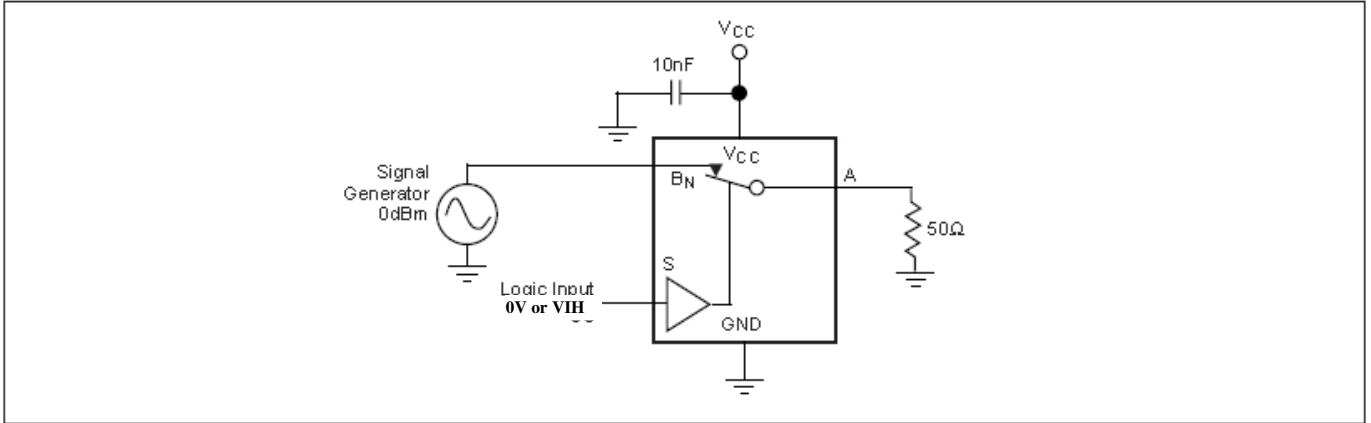 VCC
10nF
VCC
Signal
Generator
0dBm
BN
A
50Ω
S
Logic Input
0V or VIH
GND